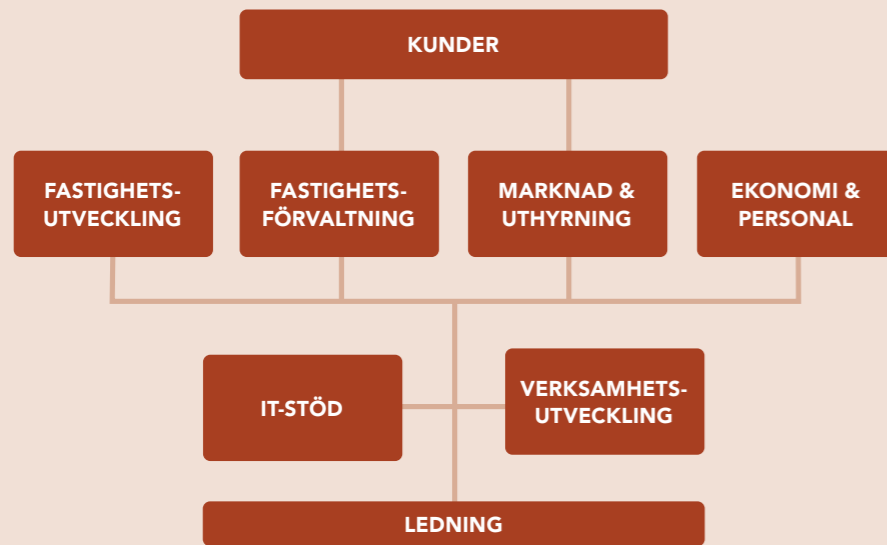 KUNDER
FASTIGHETS-
UTVECKLING
FASTIGHETS-
FÖRVALTNING
MARKNAD &
UTHYRNING
EKONOMI &
PERSONAL
IT-STÖD
VERKSAMHETS-
UTVECKLING
LEDNING